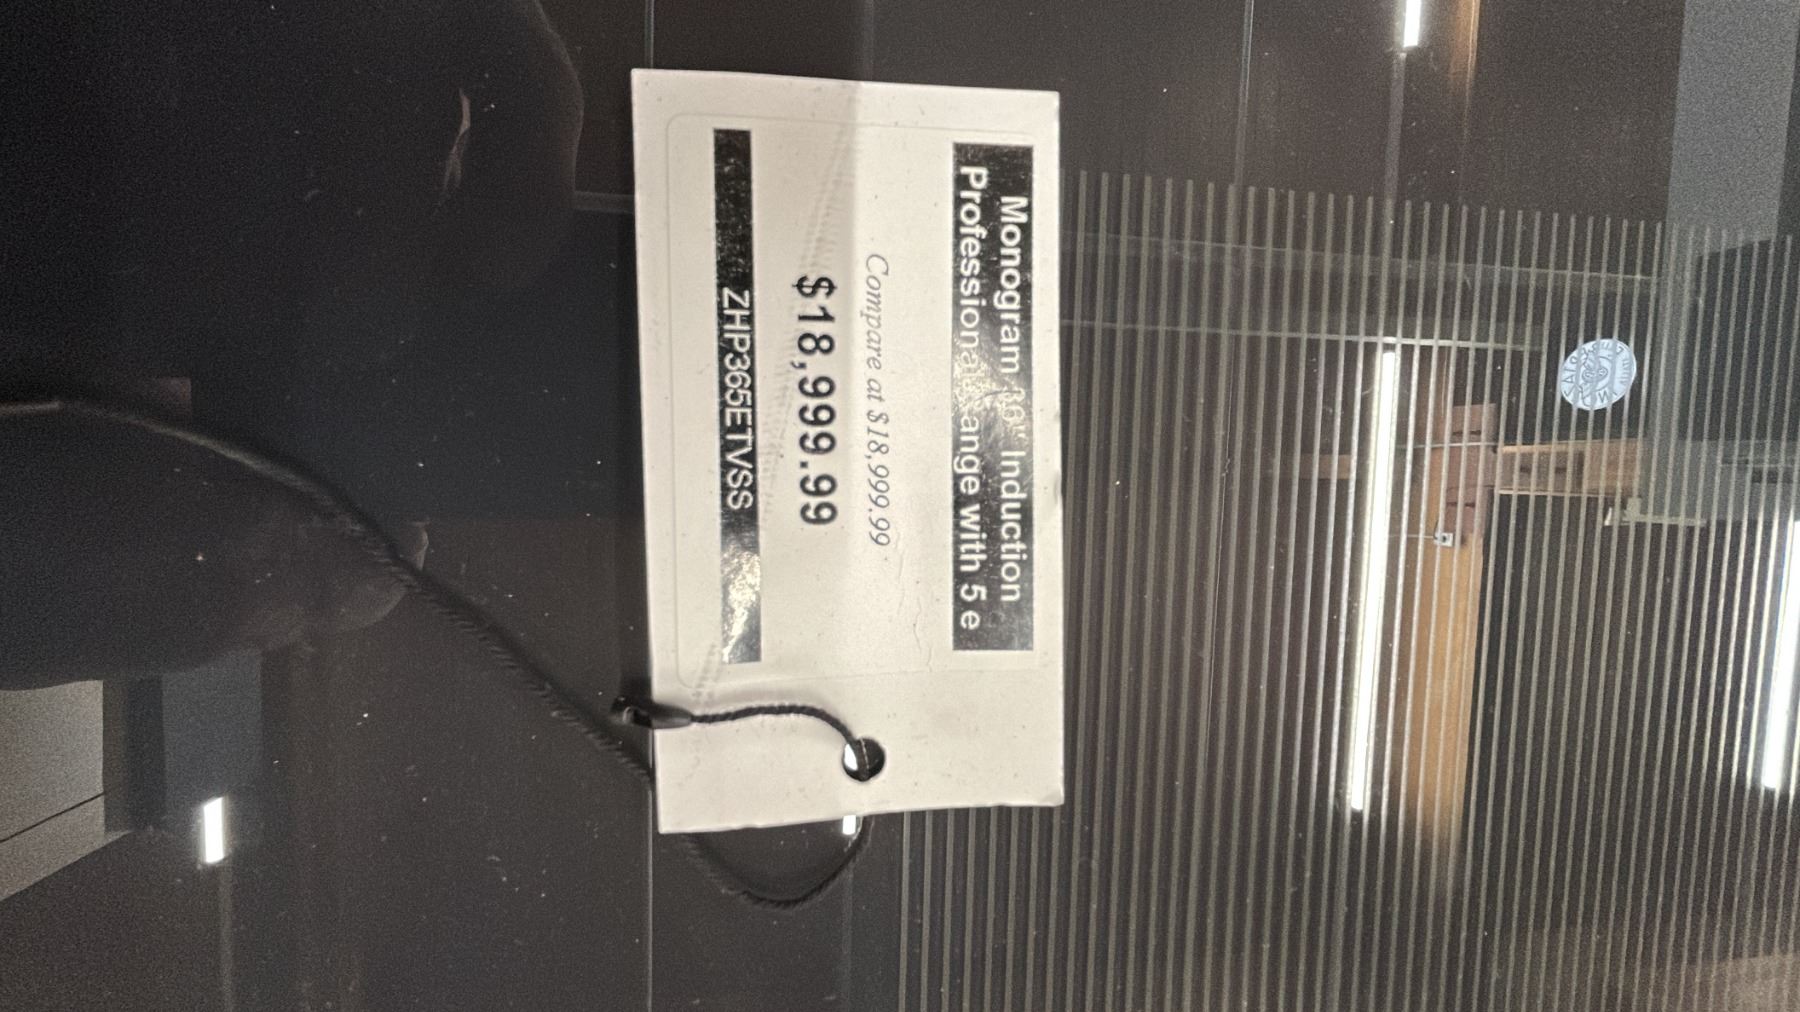 Monogram 36" Induction
Professional Range with 5 e
Compare at $18,999.99
$18,999.99
ZHP365ETVSS